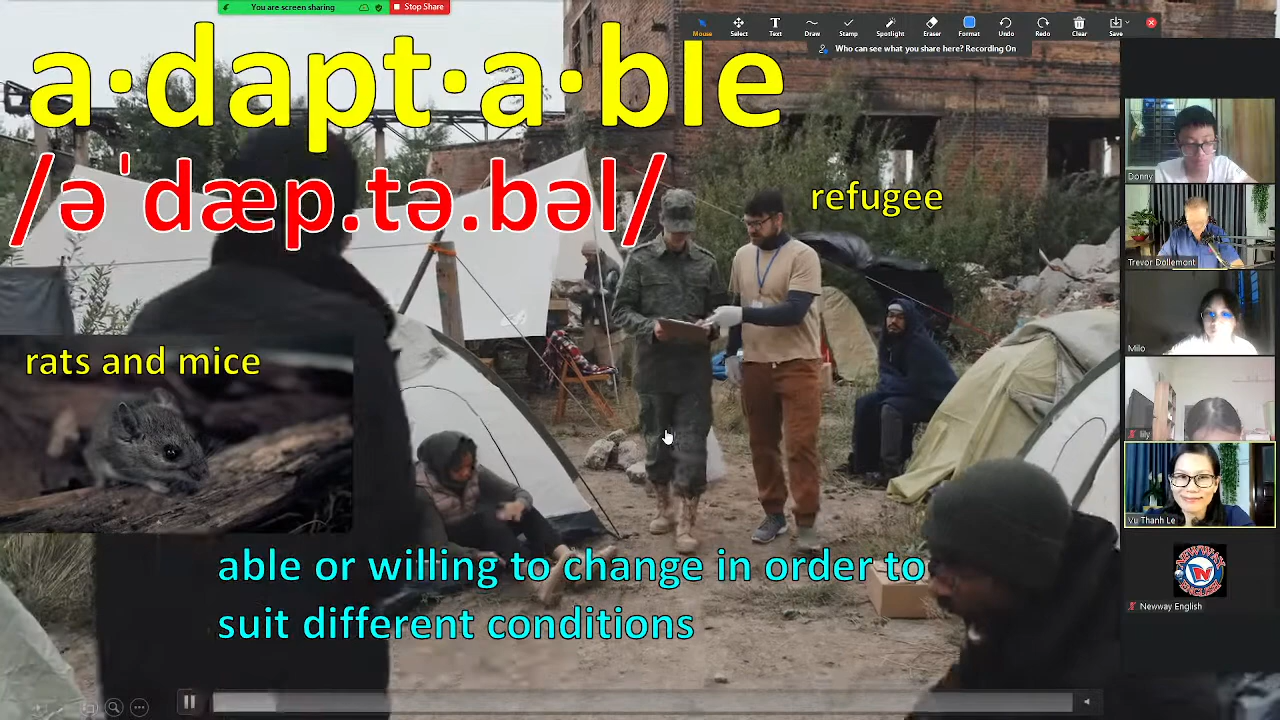 You are screen sharing
Stop Share
Mouse
Select
Text
Draw
Stamp
Spotlight
Eraser
Format
Undo
Redo
Clear
Save
Who can see what you share here? Recording On
a·dapt·a·ble
/əˈdæp.tə.bəl/
refugee
rats and mice
able or willing to change in order to
suit different conditions
Donny
Trevor Dollemont
Milo
lily
Vu Thanh Le
NEWWAY
ENGLISH
Newway English